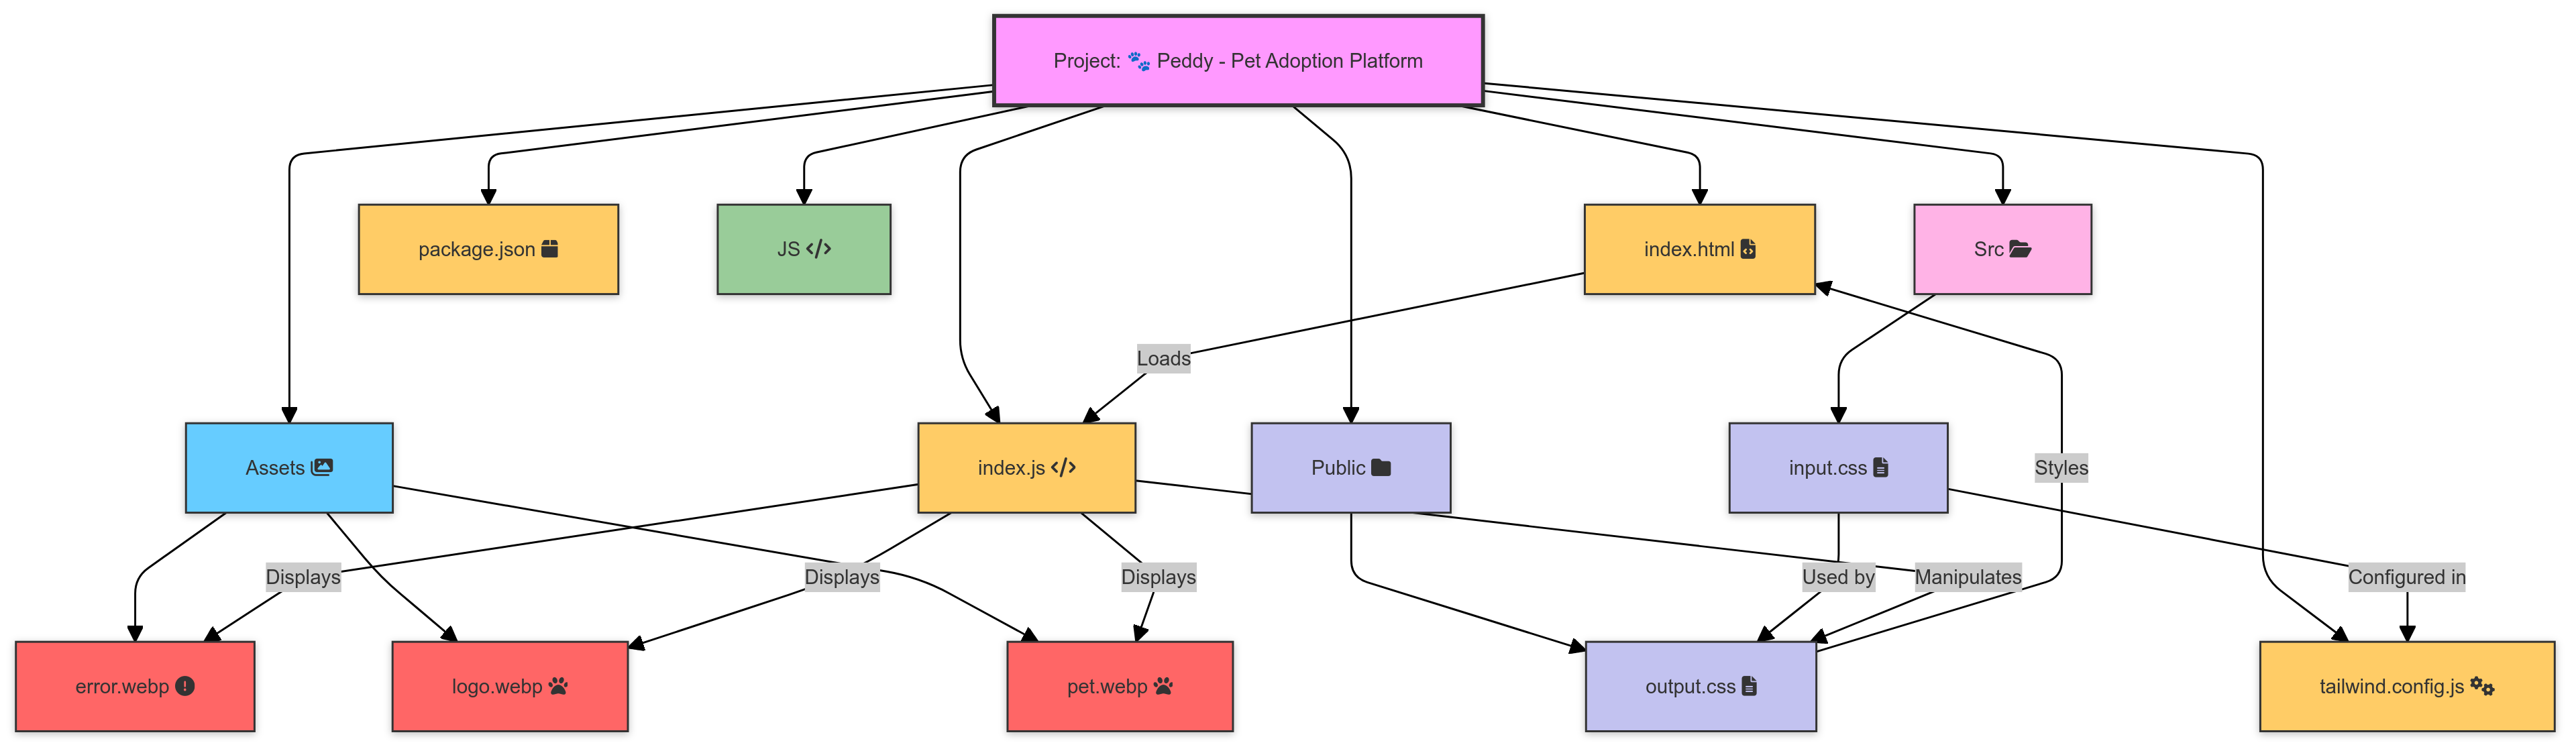 Project: 🐾 Peddy - Pet Adoption Platform
package.json
JS
index.html
Src
Loads
Assets
index.js
Public
input.css
Styles
Displays
Displays
Displays
Used by
Manipulates
Configured in
error.webp
logo.webp
pet.webp
output.css
tailwind.config.js